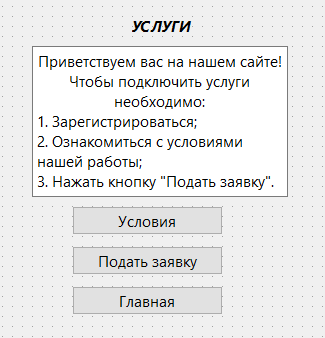 УСЛУГИ
Приветствуем вас на нашем сайте!
Чтобы подключить услуги
необходимо:
1. Зарегистрироваться;
2. Ознакомиться с условиями
нашей работы;
3. Нажать кнопку "Подать заявку".
Условия
Подать заявку
Главная